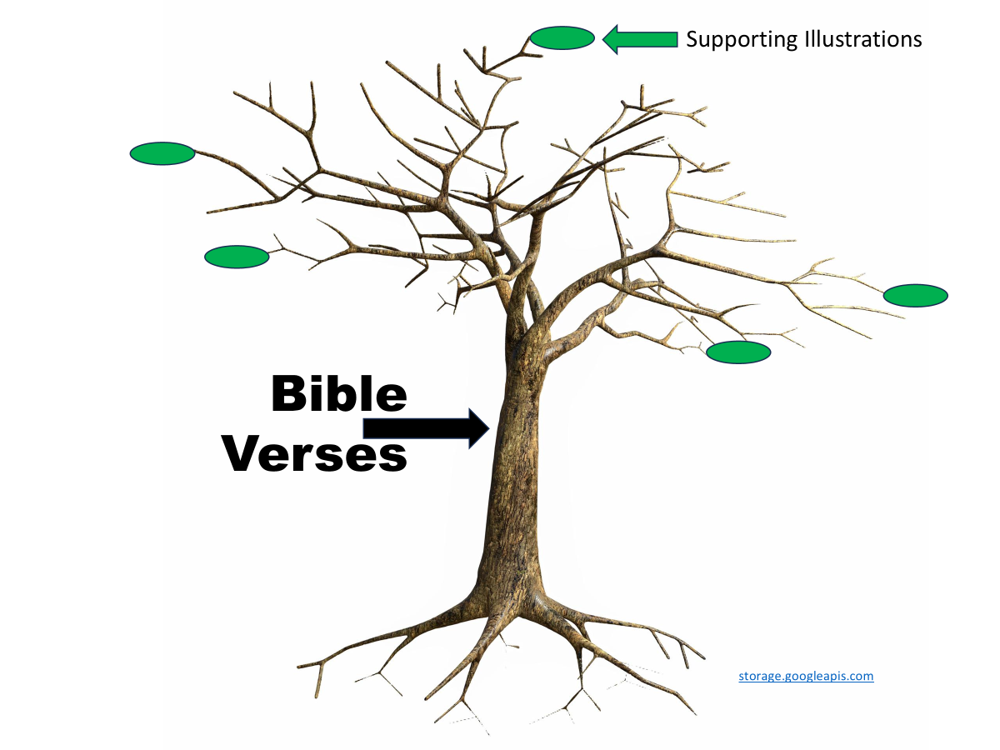 Supporting Illustrations
Bible
Verses
storage.googleapis.com